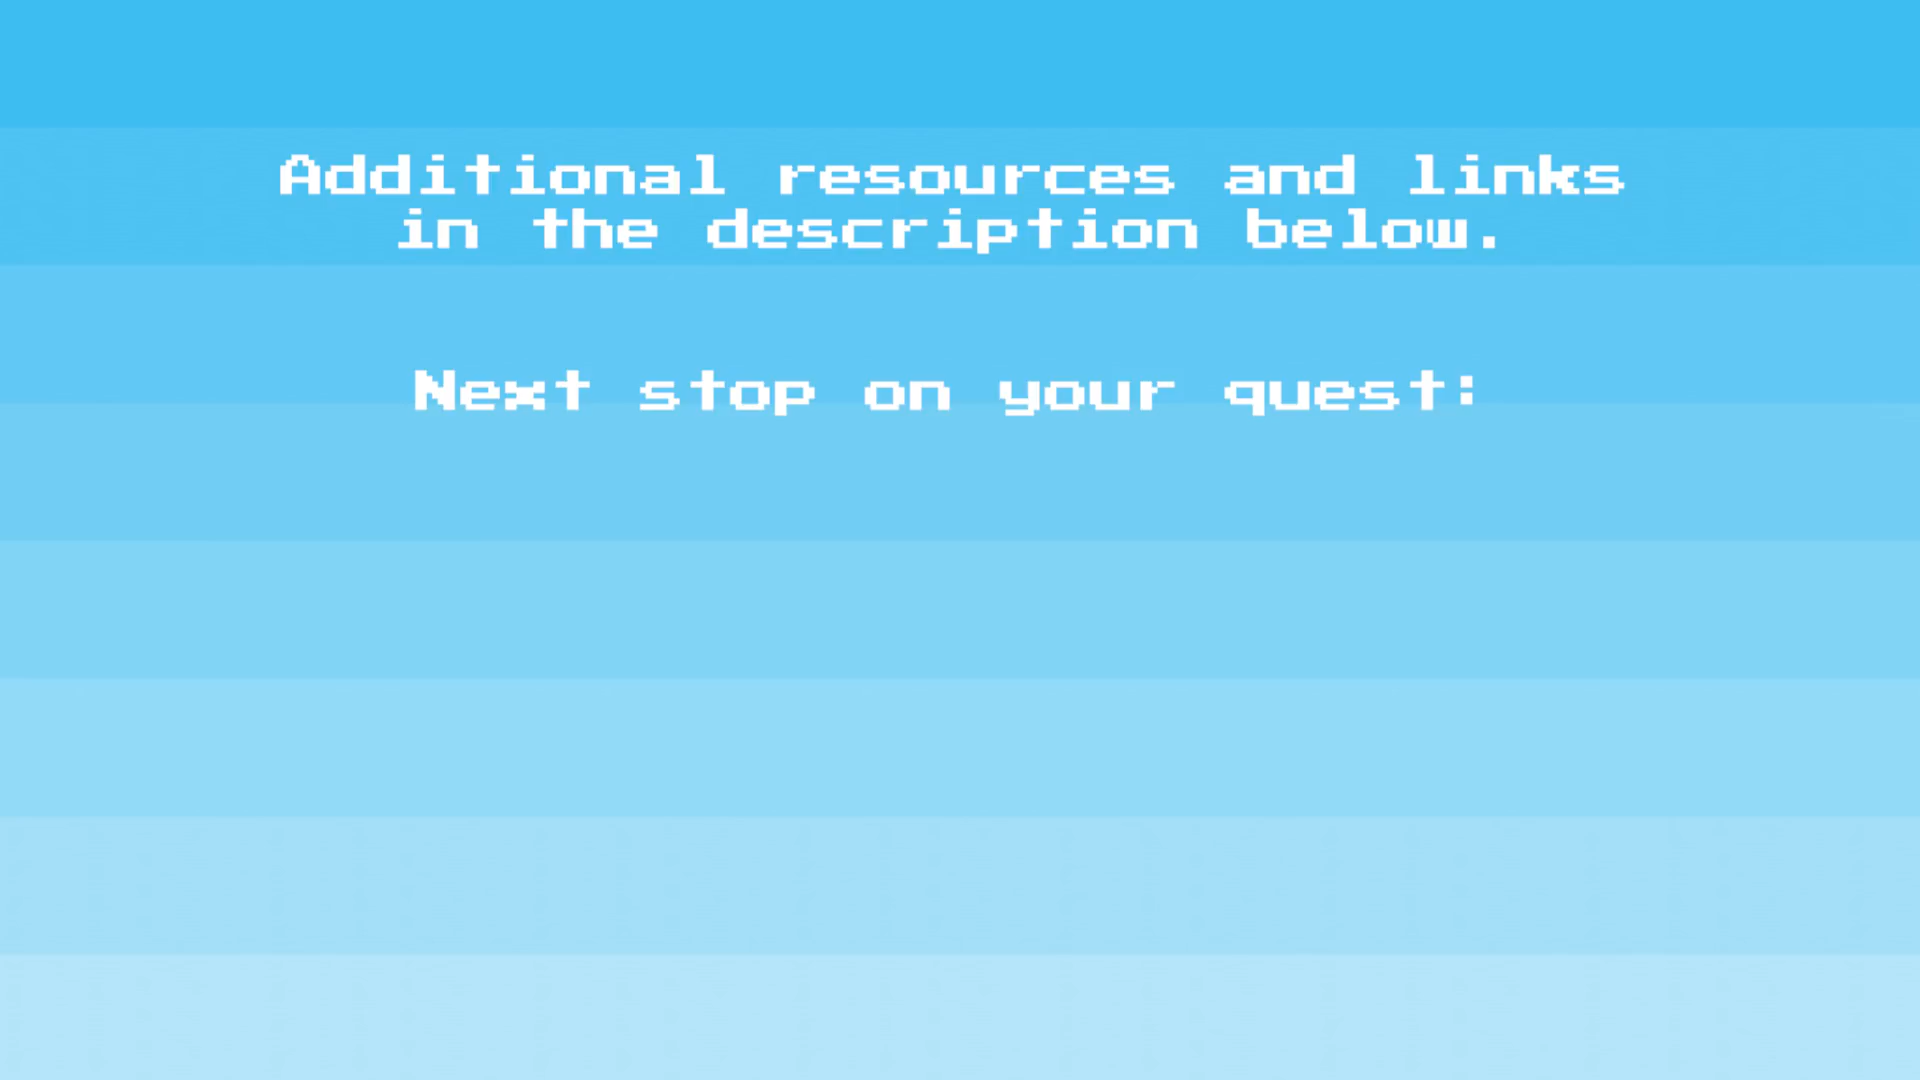 Additional resources and links
in the description below.
Next stop on your quest: